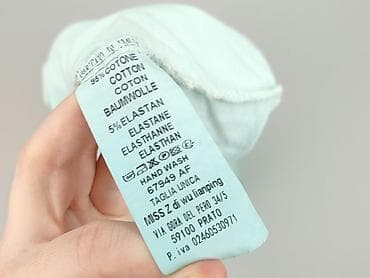 95% COTONE
COTTON
COTON
BAUMWOLLE
5% ELASTAN
ELASTANE
ELASTHANNE
ELASTHAN
HAND WASH
67949 AF
TAGLIA UNICA
MISS Z di wu lianping
VIA GORA DEL PERO 34/5
59100 PRATO
P. iva 02460530971